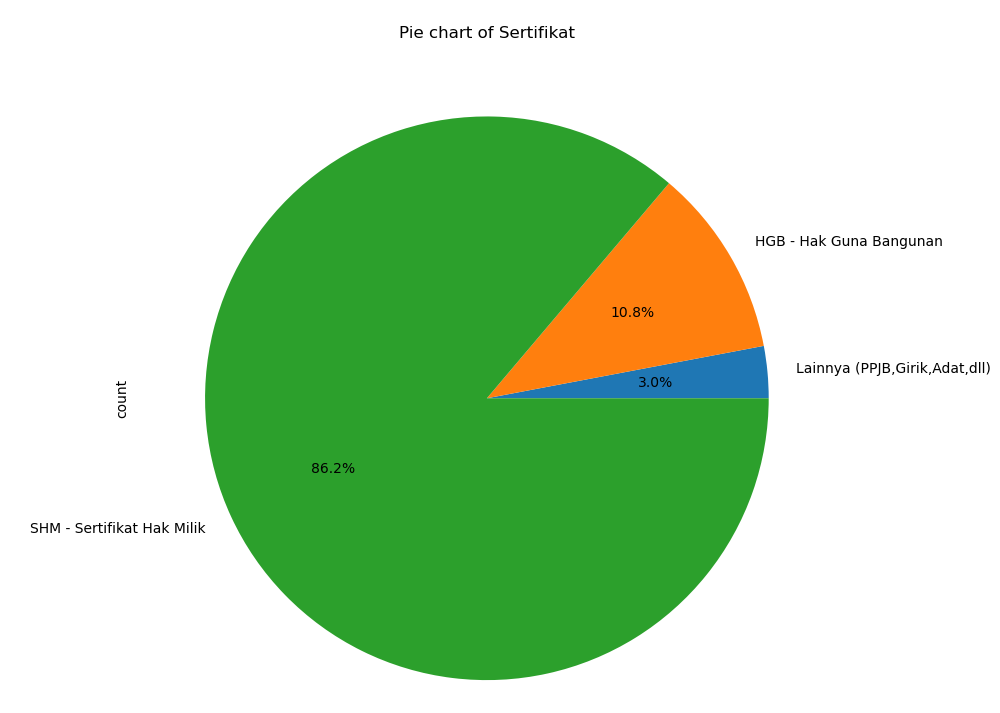 Pie chart of Sertifikat
HGB - Hak Guna Bangunan
10.8%
Lainnya (PPJB,Girik,Adat,dll)
3.0%
count
86.2%
SHM - Sertifikat Hak Milik